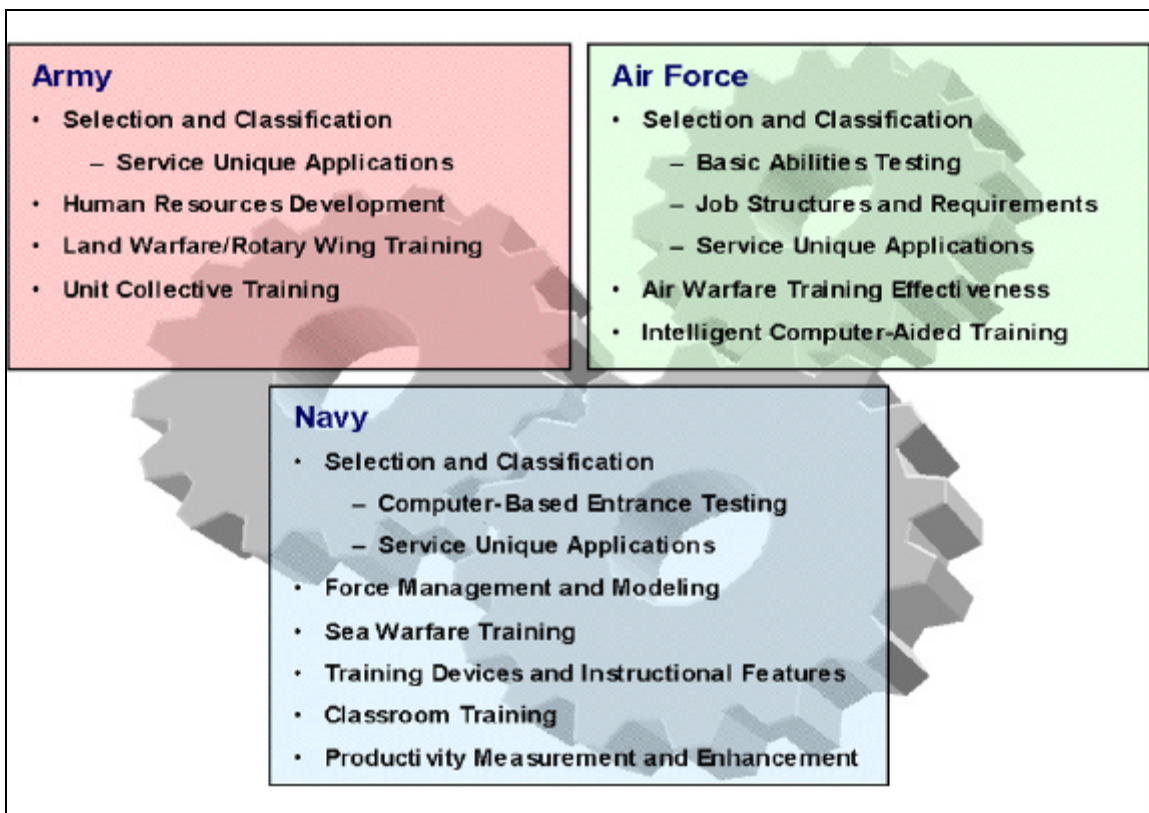 Army
• Selection and Classification
– Service Unique Applications
• Human Resources Development
• Land Warfare/Rotary Wing Training
• Unit Collective Training
Air Force
• Selection and Classification
– Basic Abilities Testing
– Job Structures and Requirements
– Service Unique Applications
• Air Warfare Training Effectiveness
• Intelligent Computer-Aided Training
Navy
• Selection and Classification
– Computer-Based Entrance Testing
– Service Unique Applications
• Force Management and Modeling
• Sea Warfare Training
• Training Devices and Instructional Features
• Classroom Training
• Productivity Measurement and Enhancement